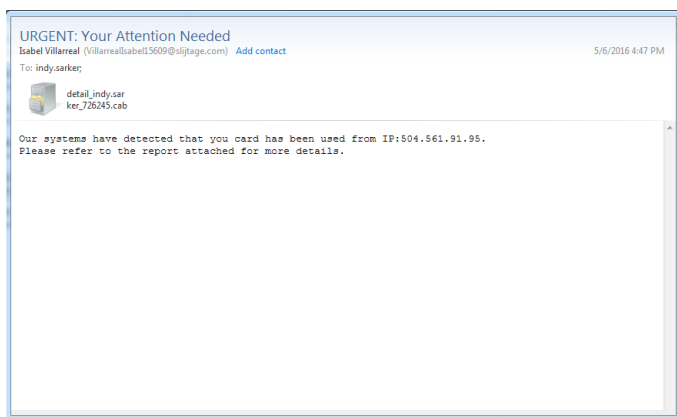 URGENT: Your Attention Needed
Isabel Villarreal (VillarrealIsabel15609@slijtage.com) Add contact 5/6/2016 4:47 PM
To: indy.sarker;
detail_indy.sar
ker_726245.cab
Our systems have detected that you card has been used from IP:504.561.91.95.
Please refer to the report attached for more details.